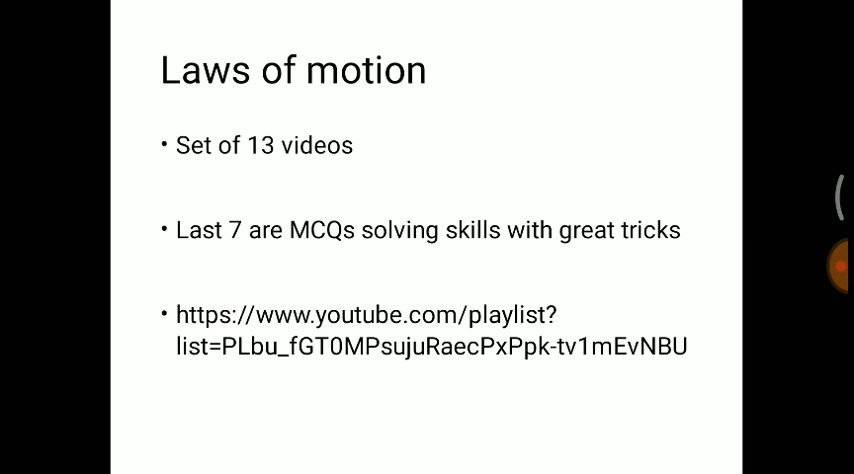 Laws of motion
• Set of 13 videos
• Last 7 are MCQs solving skills with great tricks
• https://www.youtube.com/playlist?
list=PLbu_fGT0MPsujuRaecPxPpk-tv1mEvNBU